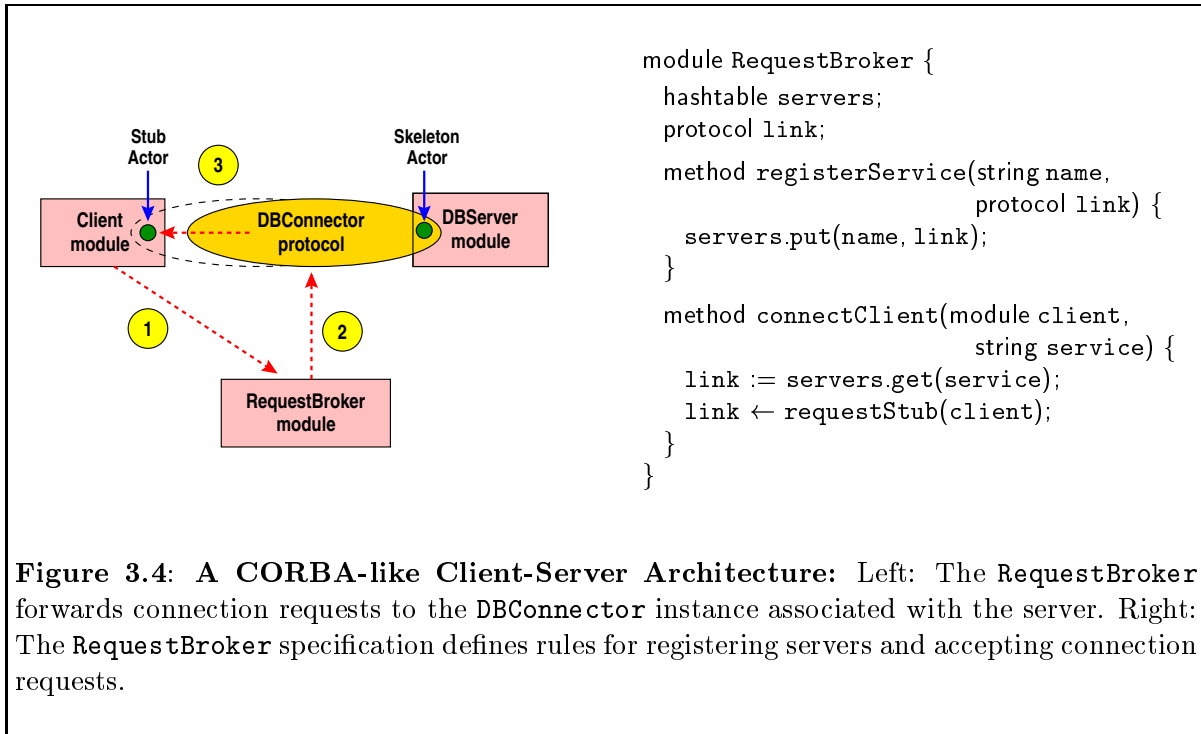 Stub
Actor
3
Skeleton
Actor
Client
module
DBConnector
protocol
DBServer
module
1
2
RequestBroker
module
module RequestBroker {
hashtable servers;
protocol link;
method registerService(string name,
protocol link) {
servers.put(name, link);
}
method connectClient(module client,
string service) {
link := servers.get(service);
link ← requestStub(client);
}
}
Figure 3.4: A CORBA-like Client-Server Architecture: Left: The RequestBroker
forwards connection requests to the DBConnector instance associated with the server. Right:
The RequestBroker specification defines rules for registering servers and accepting connection
requests.